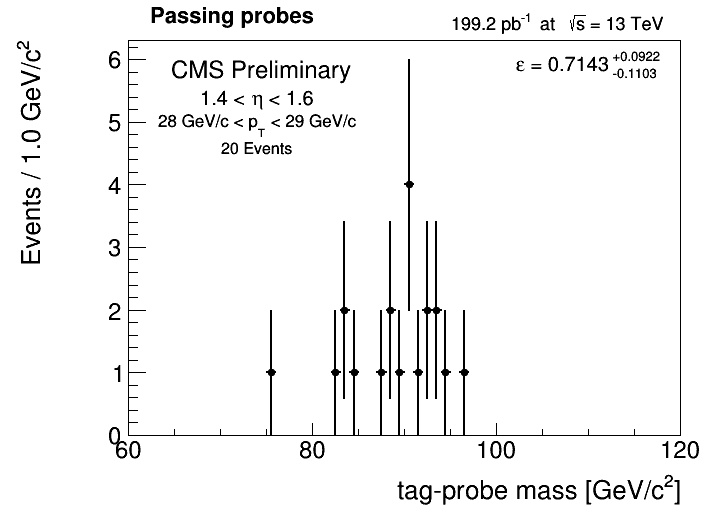 Passing probes
199.2 pb⁻¹ at √s = 13 TeV
CMS Preliminary
1.4 < η < 1.6
28 GeV/c < p_T < 29 GeV/c
20 Events
ε = 0.7143 +0.0922 -0.1103
Events / 1.0 GeV/c²
6
5
4
3
2
1
0
60 80 100 120
tag-probe mass [GeV/c²]